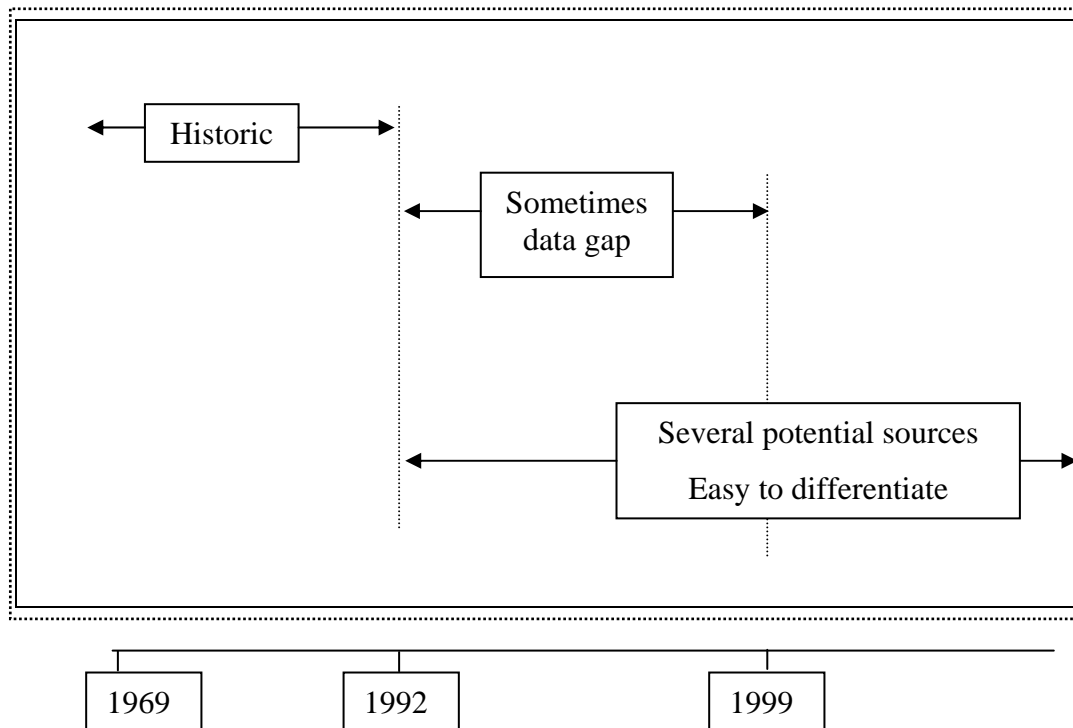 Historic
Sometimes
data gap
Several potential sources
Easy to differentiate
1969
1992
1999